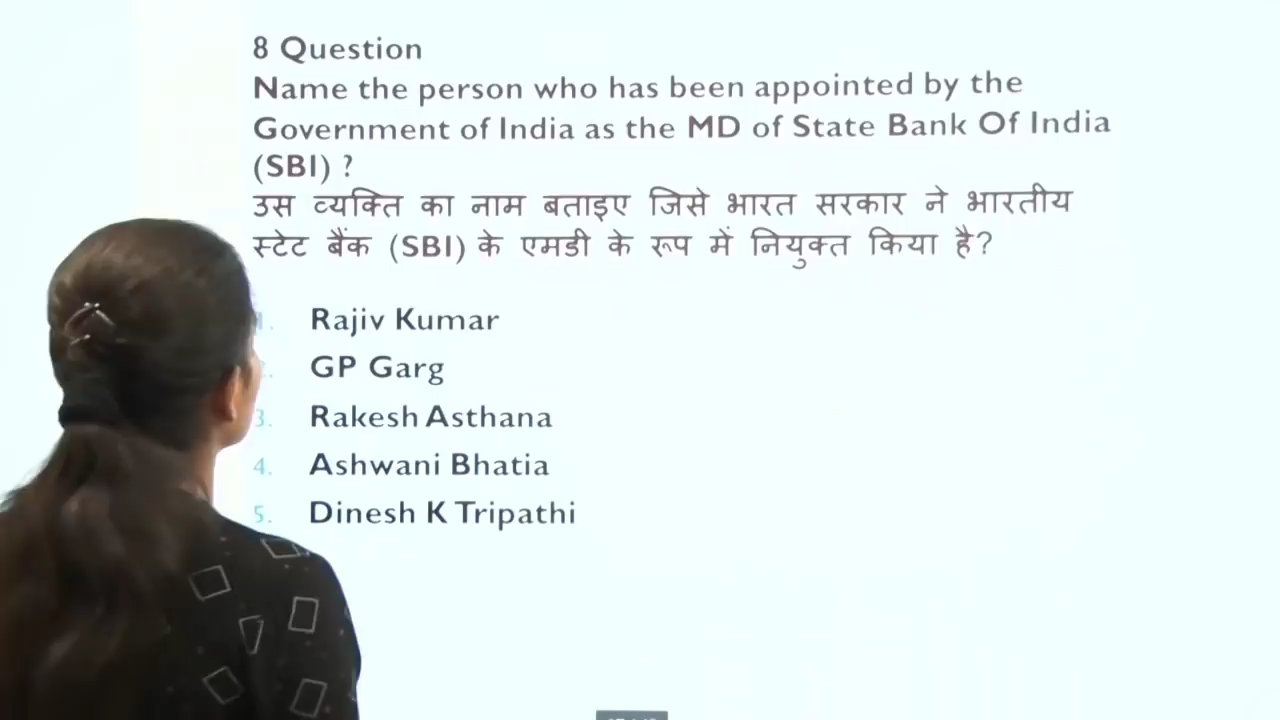 8 Question
Name the person who has been appointed by the
Government of India as the MD of State Bank Of India
(SBI) ?
उस व्यक्ति का नाम बताइए जिसे भारत सरकार ने भारतीय
स्टेट बैंक (SBI) के एमडी के रूप में नियुक्त किया है?
1. Rajiv Kumar
2. GP Garg
3. Rakesh Asthana
4. Ashwani Bhatia
5. Dinesh K Tripathi